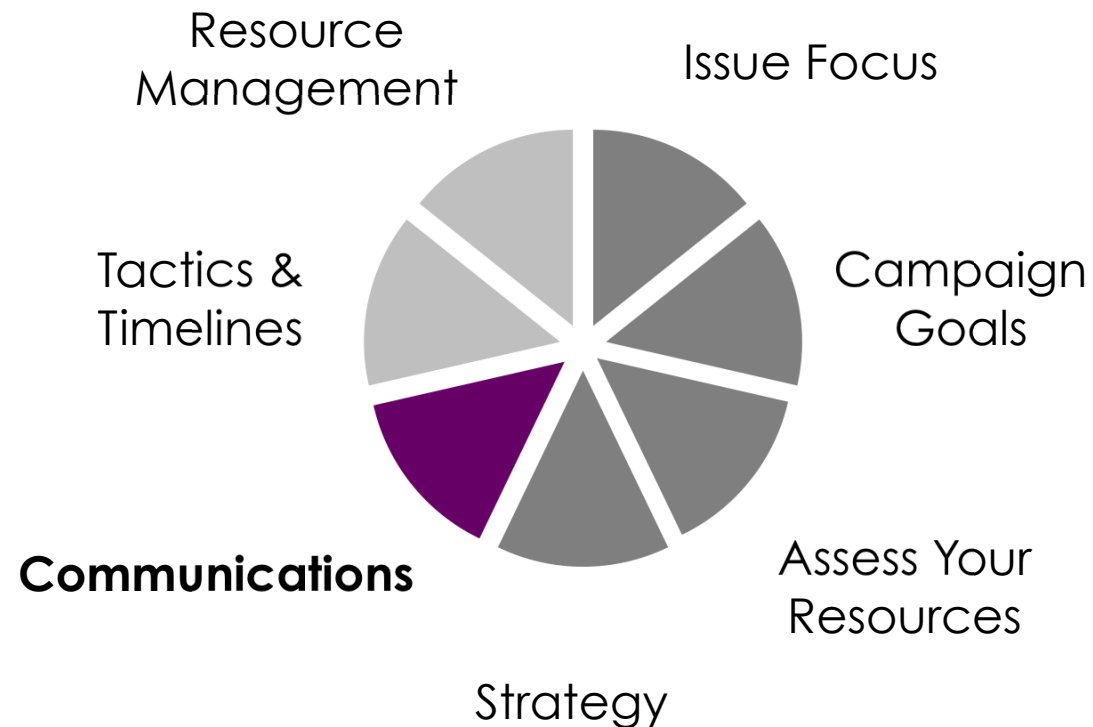 Resource
Management
Issue Focus
Tactics &
Timelines
Campaign
Goals
Communications
Assess Your
Resources
Strategy